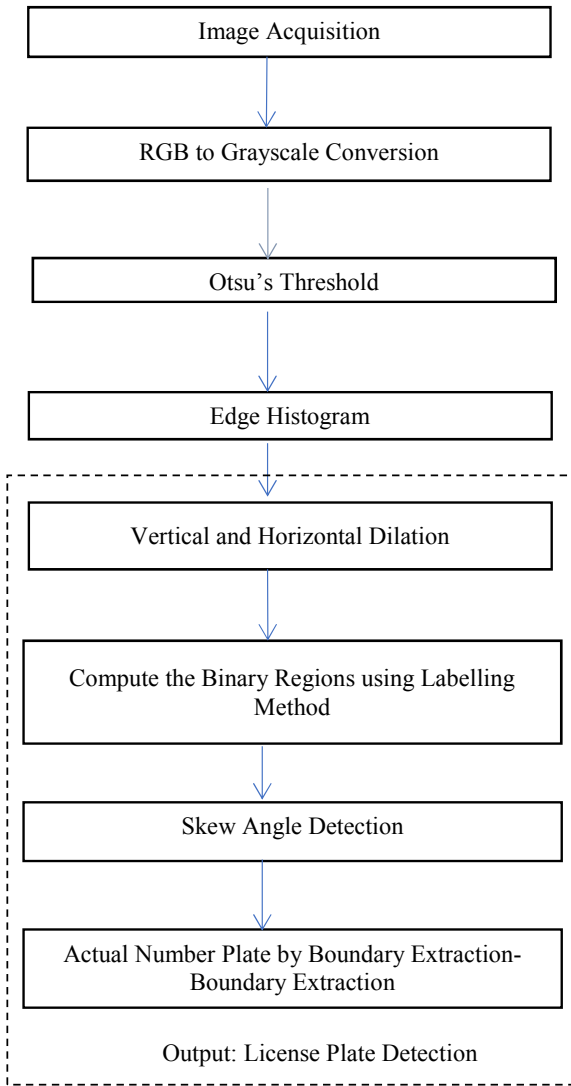 Image Acquisition
RGB to Grayscale Conversion
Otsu’s Threshold
Edge Histogram
Vertical and Horizontal Dilation
Compute the Binary Regions using Labelling
Method
Skew Angle Detection
Actual Number Plate by Boundary Extraction-
Boundary Extraction
Output: License Plate Detection